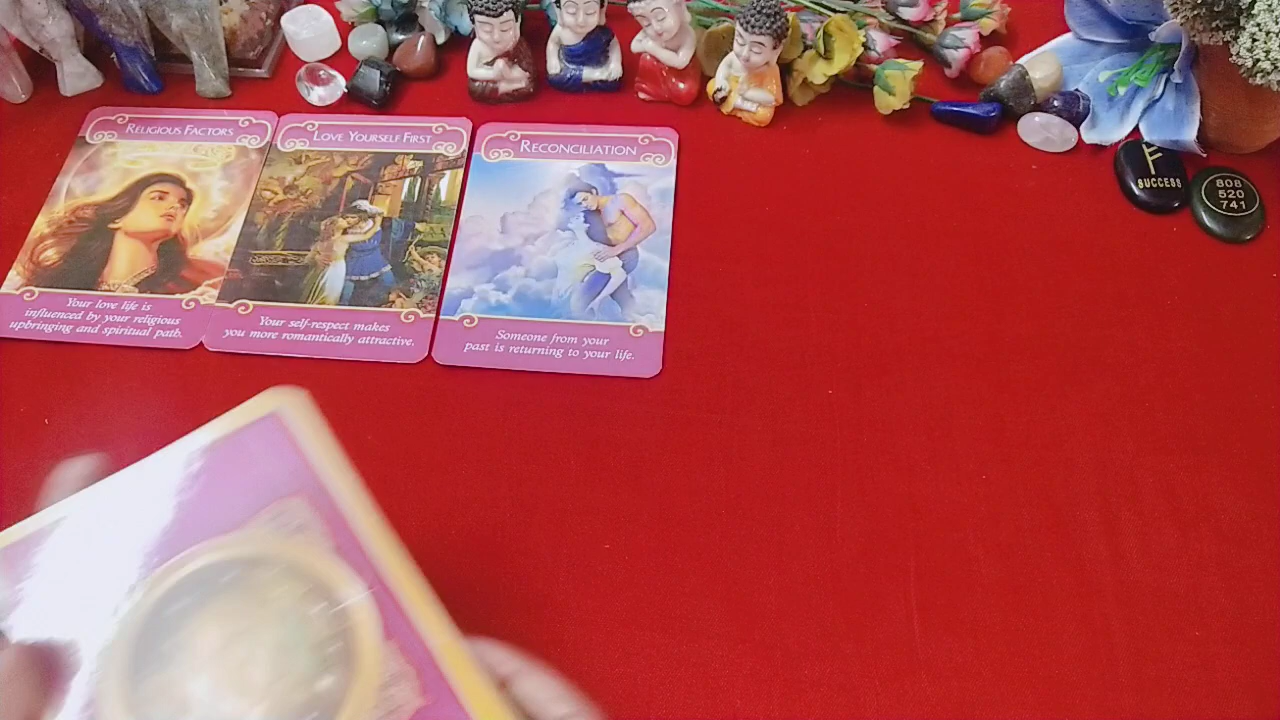 RELIGIOUS FACTORS
Your love life is
influenced by your religious
upbringing and spiritual path.
LOVE YOURSELF FIRST
Your self-respect makes
you more romantically attractive.
RECONCILIATION
Someone from your
past is returning to your life.
SUCCESS
808
520
741